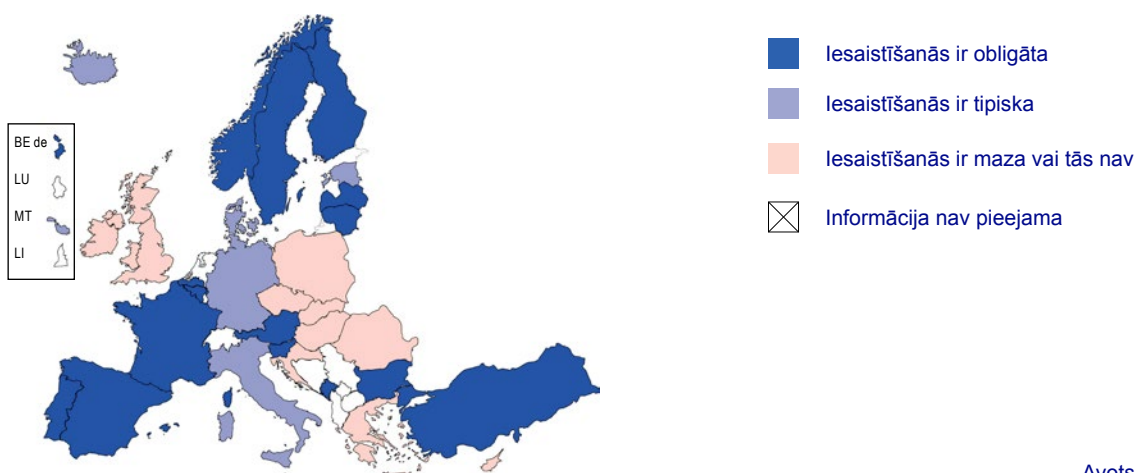 Iesaistīšanās ir obligāta
Iesaistīšanās ir tipiska
Iesaistīšanās ir maza vai tās nav
Informācija nav pieejama
BE de
LU
MT
LI